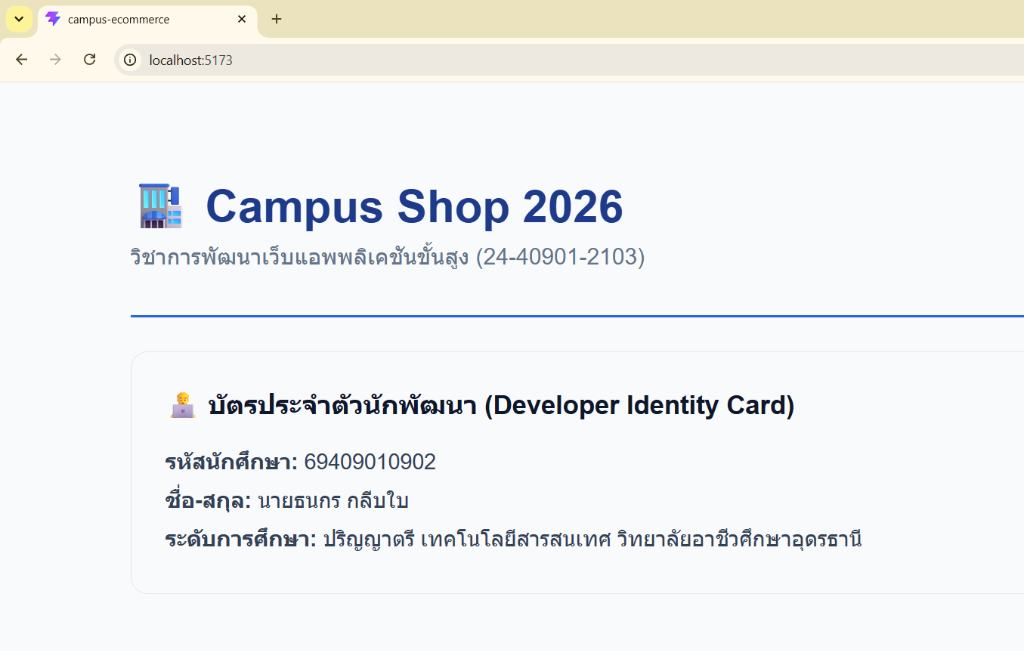 campus-ecommerce
localhost:5173
Campus Shop 2026
วิชาการพัฒนาเว็บแอพพลิเคชันขั้นสูง (24-40901-2103)
บัตรประจำตัวนักพัฒนา (Developer Identity Card)
รหัสนักศึกษา: 69409010902
ชื่อ-สกุล: นายธนกร กลีบใบ
ระดับการศึกษา: ปริญญาตรี เทคโนโลยีสารสนเทศ วิทยาลัยอาชีวศึกษาอุดรธานี